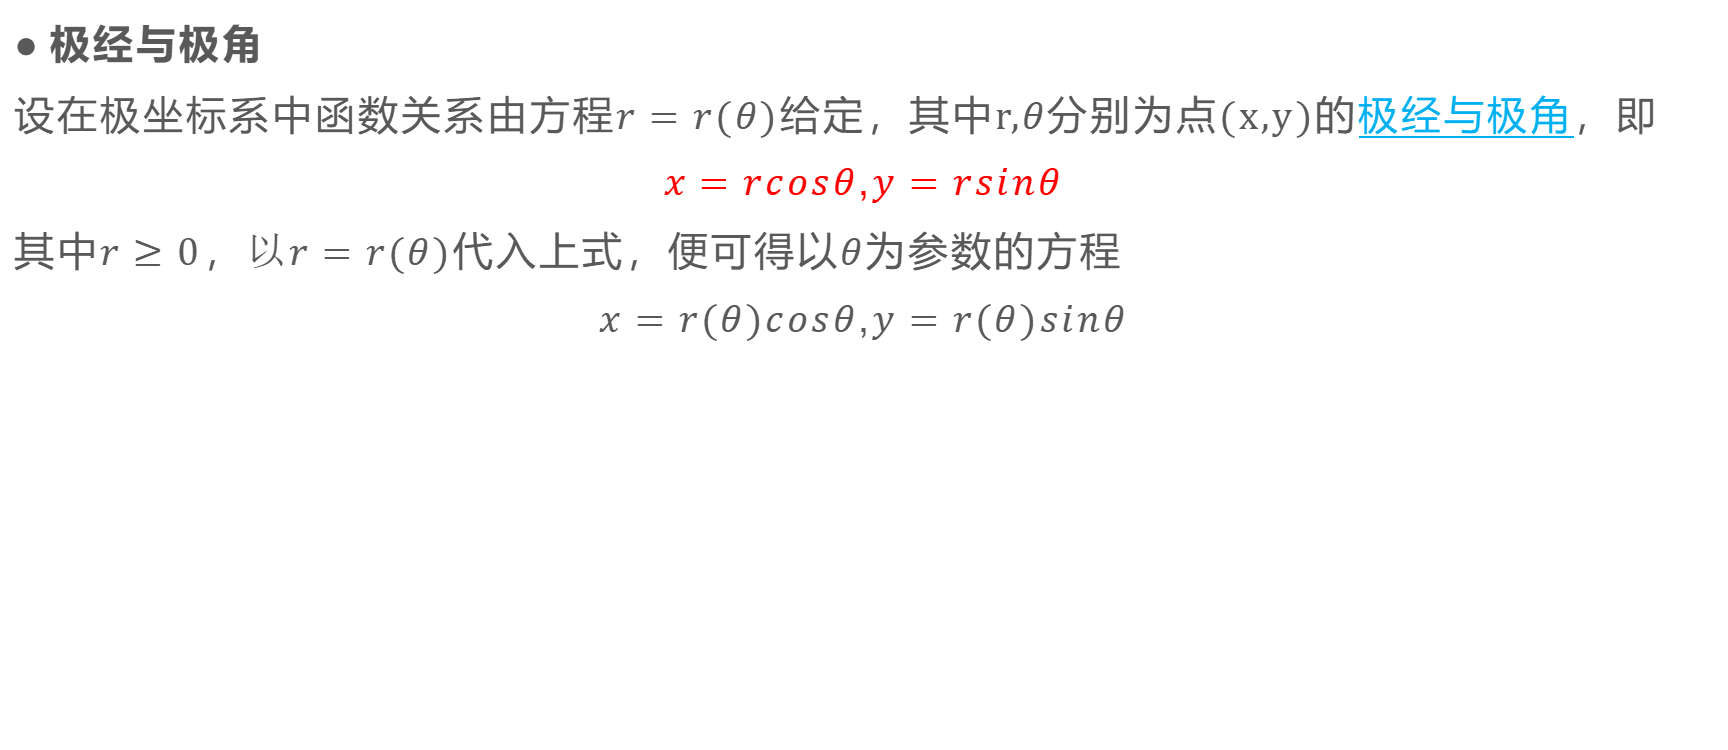 ● 极经与极角
设在极坐标系中函数关系由方程r = r(θ)给定，其中r,θ分别为点(x,y)的极经与极角，即
x = rcosθ,y = rsinθ
其中r ≥ 0，以r = r(θ)代入上式，便可得以θ为参数的方程
x = r(θ)cosθ,y = r(θ)sinθ